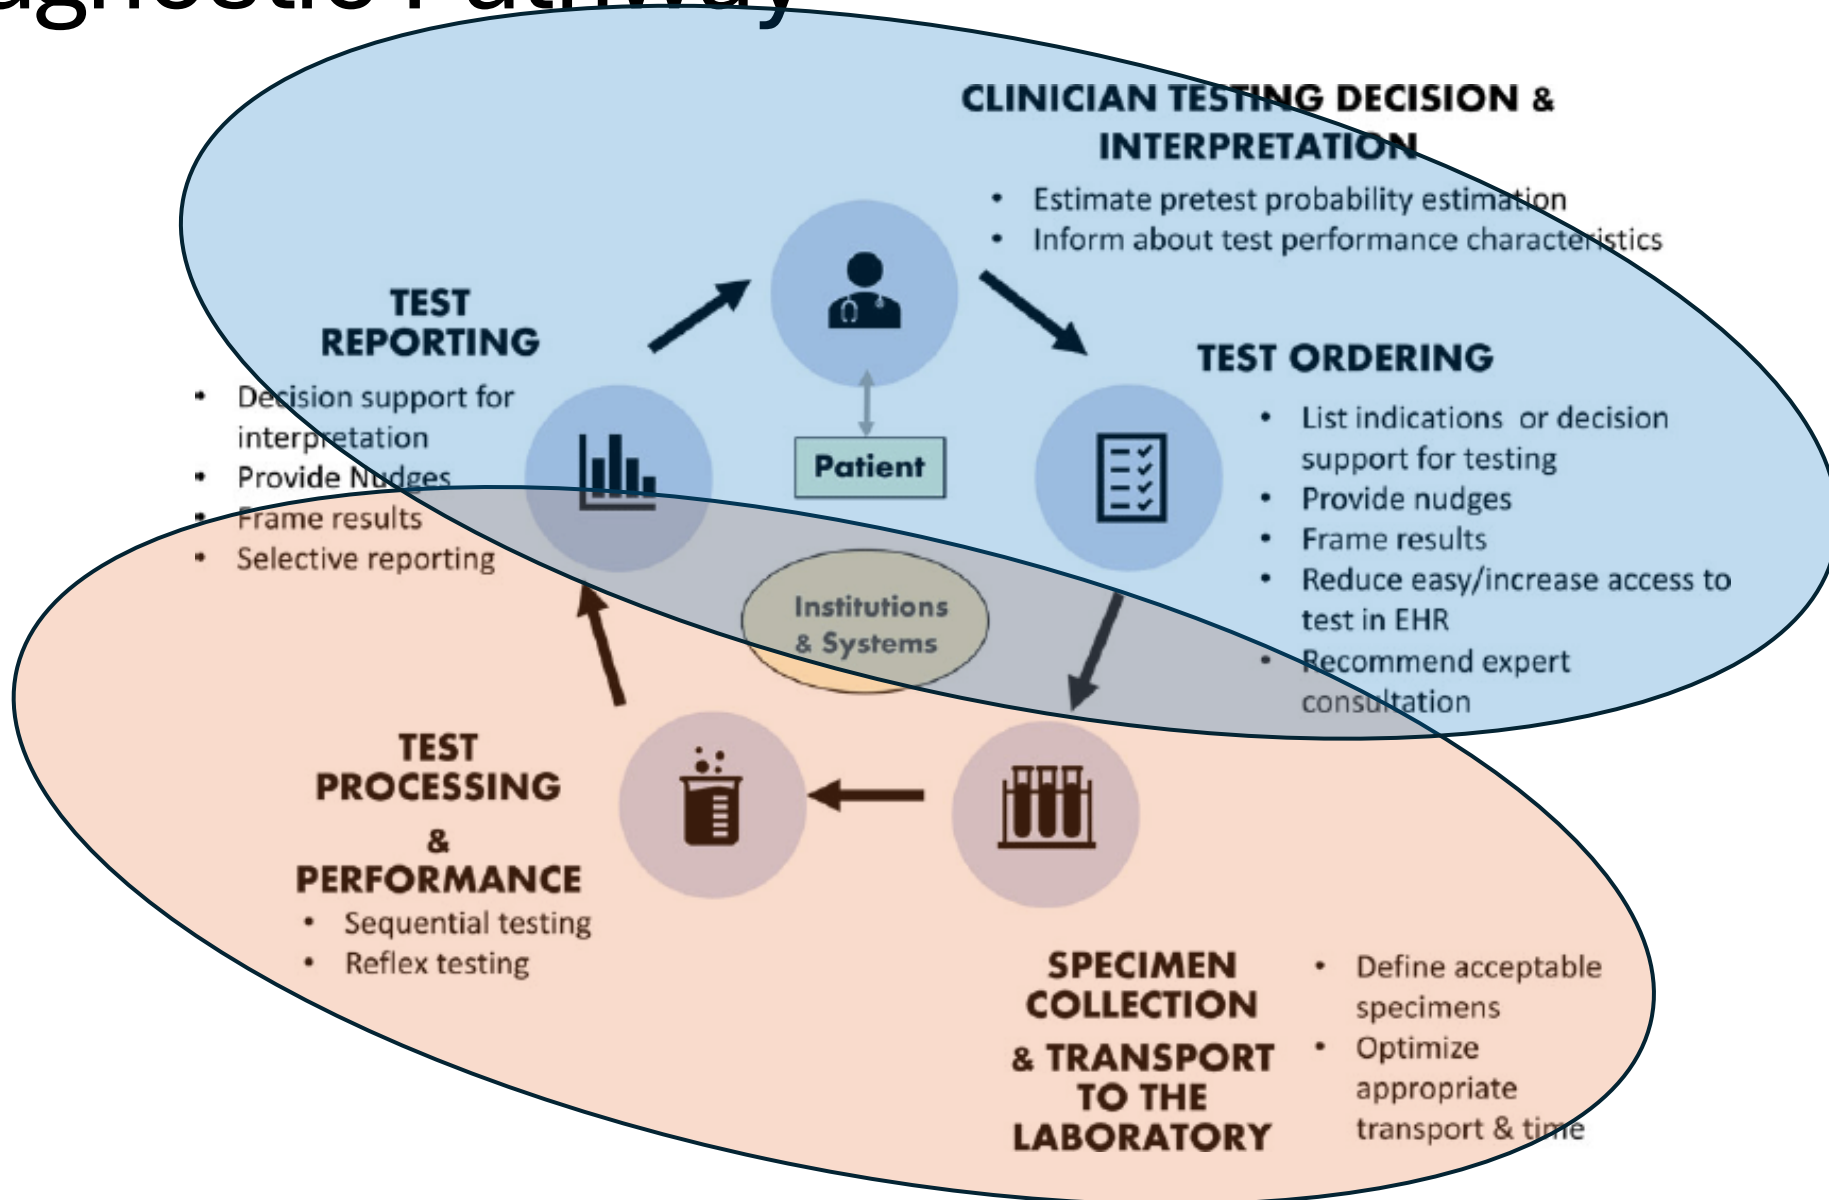 Pathway
CLINICIAN TESTING DECISION &
INTERPRETATION
• Estimate pretest probability estimation
• Inform about test performance characteristics
TEST
REPORTING
• Decision support for
interpretation
• Provide Nudges
• Frame results
• Selective reporting
Patient
TEST ORDERING
• List indications or decision
support for testing
• Provide nudges
• Frame results
• Reduce easy/increase access to
test in EHR
• Recommend expert
consultation
Institutions
& Systems
TEST
PROCESSING
&
PERFORMANCE
• Sequential testing
• Reflex testing
SPECIMEN
COLLECTION
& TRANSPORT
TO THE
LABORATORY
• Define acceptable
specimens
• Optimize
appropriate
transport & time